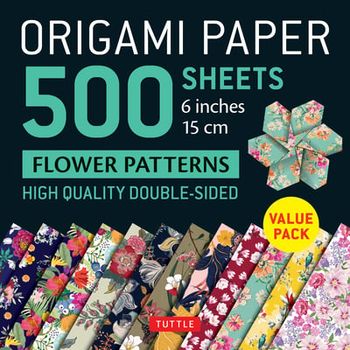 ORIGAMI PAPER
500 SHEETS
6 inches
15 cm
FLOWER PATTERNS
HIGH QUALITY DOUBLE-SIDED
VALUE
PACK
TUTTLE